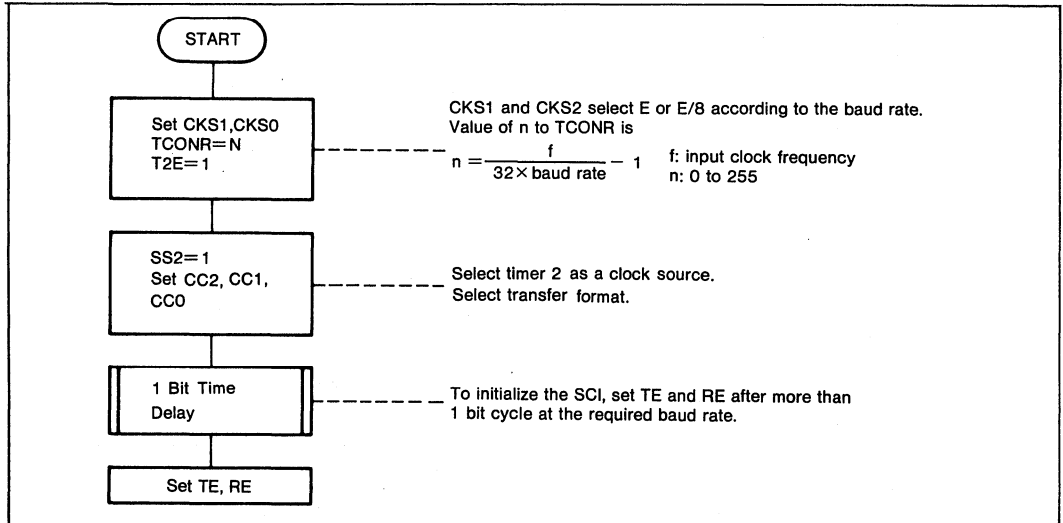 START
Set CKS1,CKS0
TCONR=N
T2E=1
CKS1 and CKS2 select E or E/8 according to the baud rate.
Value of n to TCONR is
n = f / 32× baud rate − 1
f: input clock frequency
n: 0 to 255
SS2=1
Set CC2, CC1,
CC0
Select timer 2 as a clock source.
Select transfer format.
1 Bit Time
Delay
To initialize the SCI, set TE and RE after more than
1 bit cycle at the required baud rate.
Set TE, RE